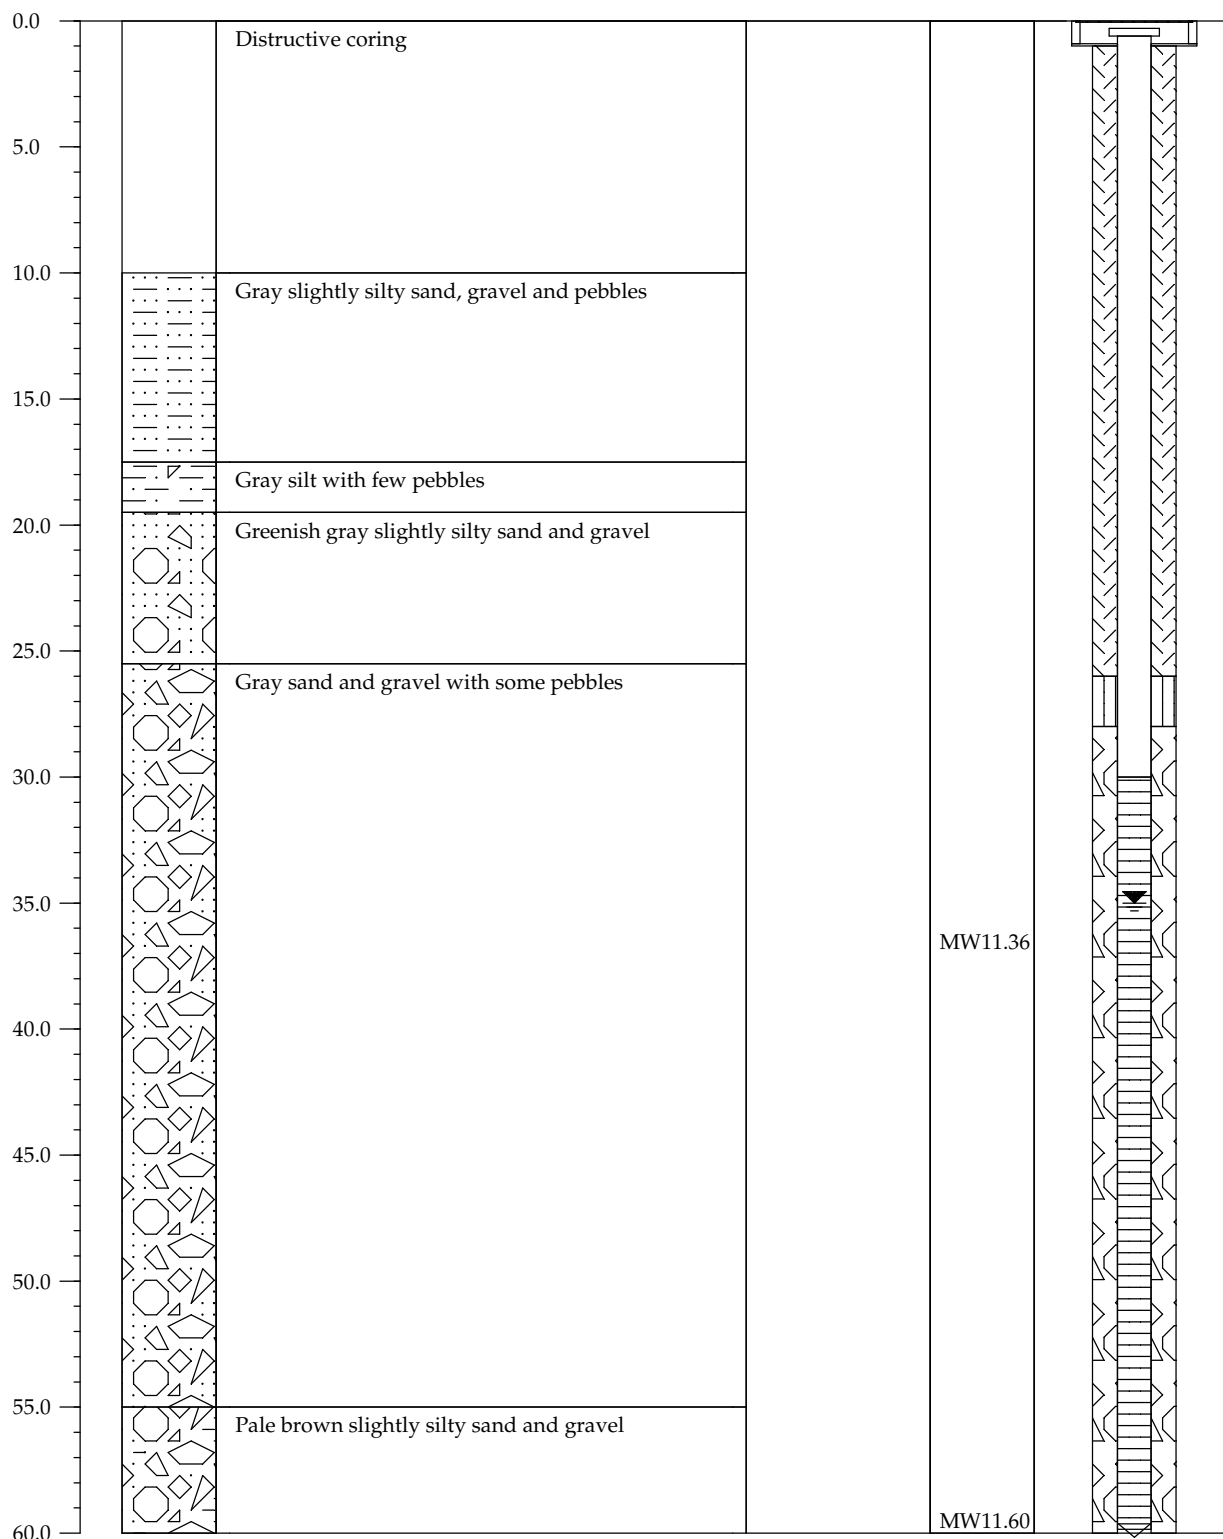 0.0
Distructive coring
5.0
10.0
Gray slightly silty sand, gravel and pebbles
15.0
Gray silt with few pebbles
20.0
Greenish gray slightly silty sand and gravel
25.0
Gray sand and gravel with some pebbles
30.0
35.0
MW11.36
40.0
45.0
50.0
55.0
Pale brown slightly silty sand and gravel
MW11.60
60.0